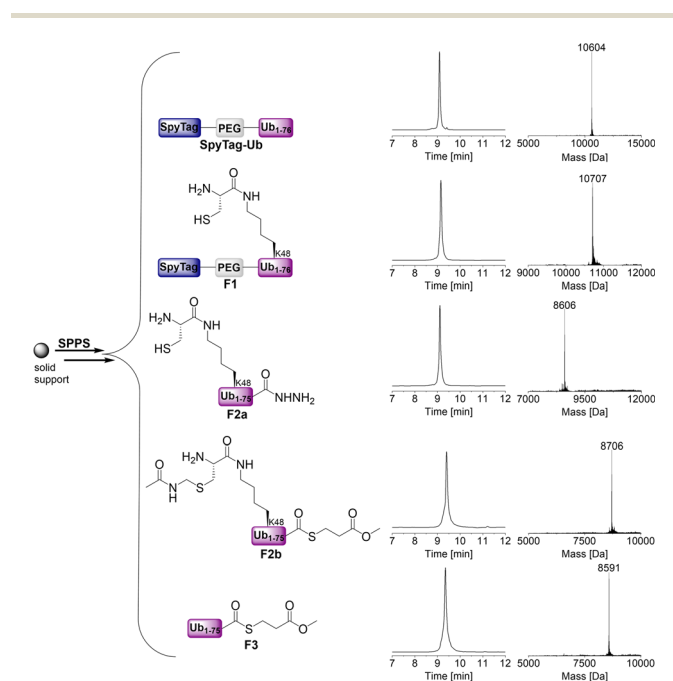 10604
SpyTag PEG Ub1-76
SpyTag-Ub
7 8 9 10 11 12
Time [min]
5000 10000 15000
Mass [Da]
O
H2N NH
HS
K48
SpyTag PEG Ub1-76
F1
10707
7 8 9 10 11 12
Time [min]
9000 10000 11000 12000
Mass [Da]
SPPS
solid
support
O
H2N NH
HS
K48 O
Ub1-75 NHNH2
F2a
8606
7 8 9 10 11 12
Time [min]
7000 9500 12000
Mass [Da]
O
H2N NH
O
N S
H
K48 O O
Ub1-75 S O
F2b
8706
7 8 9 10 11 12
Time [min]
5000 7500 10000
Mass [Da]
O O
Ub1-75 S O
F3
8591
7 8 9 10 11 12
Time [min]
5000 7500 10000
Mass [Da]